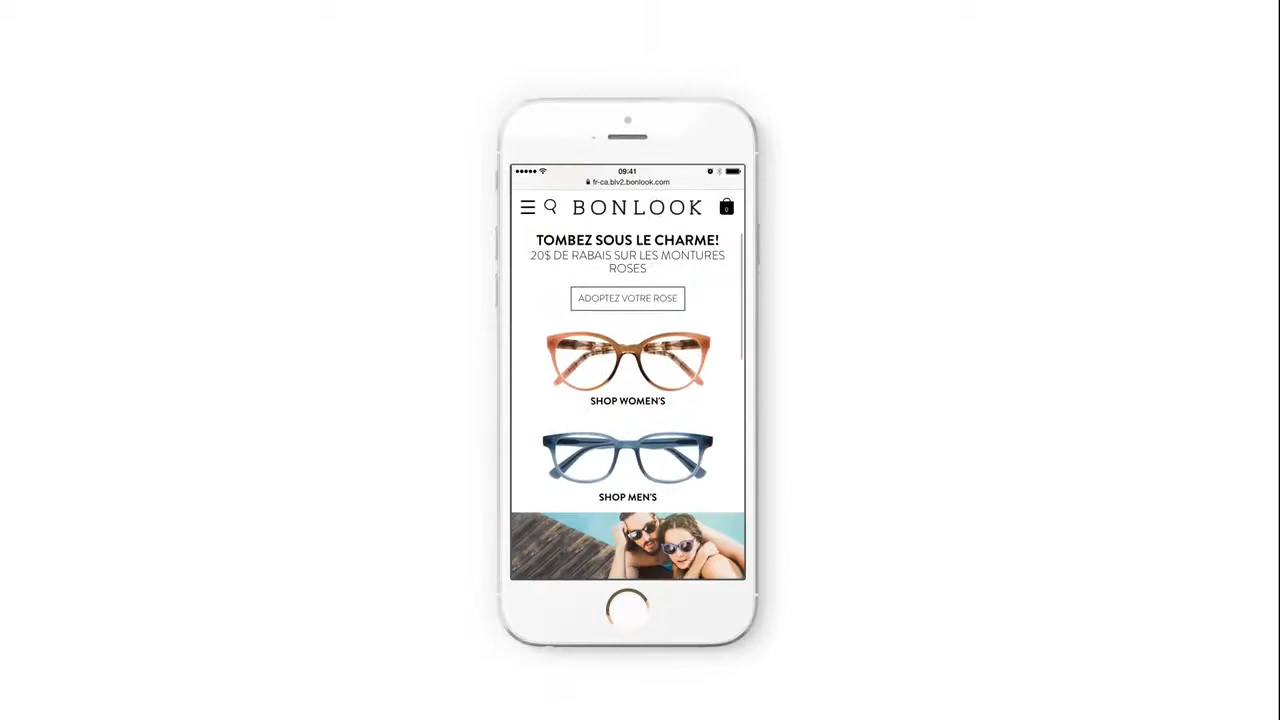 09:41
fr-ca.blv2.bonlook.com
BONLOOK
0
TOMBEZ SOUS LE CHARME!
20$ DE RABAIS SUR LES MONTURES
ROSES
ADOPTEZ VOTRE ROSE
SHOP WOMEN'S
SHOP MEN'S